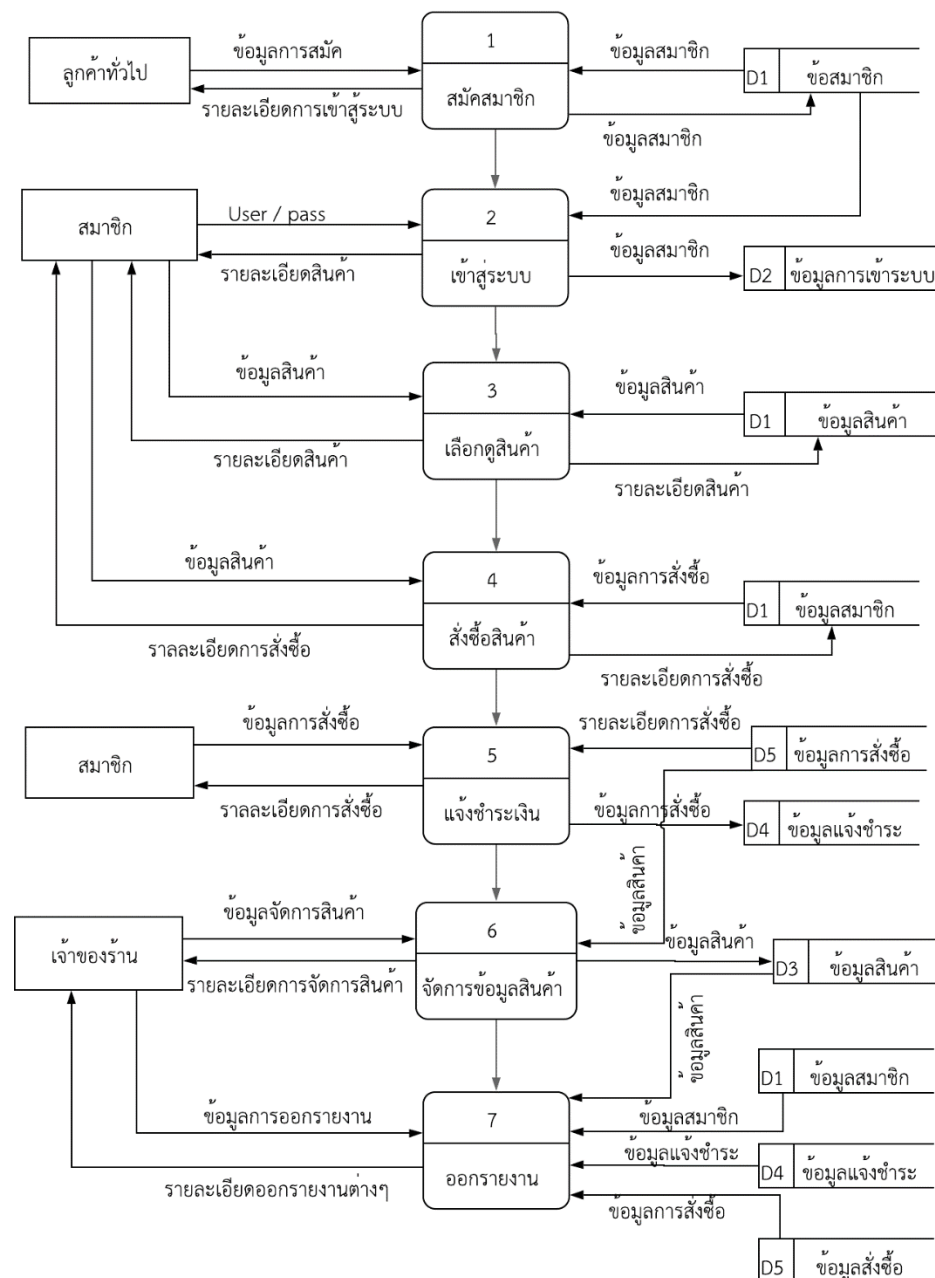 ลูกค้าทั่วไป
ข้อมูลการสมัค
รายละเอียดการเข้าสู้ระบบ
1
สมัคสมาชิก
ข้อมูลสมาชิก
D1 ข้อสมาชิก
ข้อมูลสมาชิก
สมาชิก
User / pass
รายละเอียดสินค้า
2
เข้าสู่ระบบ
ข้อมูลสมาชิก
ข้อมูลสมาชิก
D2 ข้อมูลการเข้าระบบ
ข้อมูลสินค้า
รายละเอียดสินค้า
3
เลือกดูสินค้า
ข้อมูลสินค้า
D1 ข้อมูลสินค้า
รายละเอียดสินค้า
ข้อมูลสินค้า
ราลละเอียดการสั่งซื้อ
4
สั่งซื้อสินค้า
ข้อมูลการสั่งซื้อ
D1 ข้อมูลสมาชิก
รายละเอียดการสั่งซื้อ
สมาชิก
ข้อมูลการสั่งซื้อ
ราลละเอียดการสั่งซื้อ
5
แจ้งชำระเงิน
รายละเอียดการสั่งซื้อ
D5 ข้อมูลการสั่งซื้อ
ข้อมูลการสั่งซื้อ
D4 ข้อมูลแจ้งชำระ
ข้อมูลสินค้า
เจ้าของร้าน
ข้อมูลจัดการสินค้า
รายละเอียดการจัดการสินค้า
6
จัดการข้อมูลสินค้า
ข้อมูลสินค้า
D3 ข้อมูลสินค้า
ข้อมูลสินค้า
ข้อมูลการออกรายงาน
รายละเอียดออกรายงานต่างๆ
7
ออกรายงาน
D1 ข้อมูลสมาชิก
ข้อมูลสมาชิก
ข้อมูลแจ้งชำระ
D4 ข้อมูลแจ้งชำระ
ข้อมูลการสั่งซื้อ
D5 ข้อมูลสั่งซื้อ